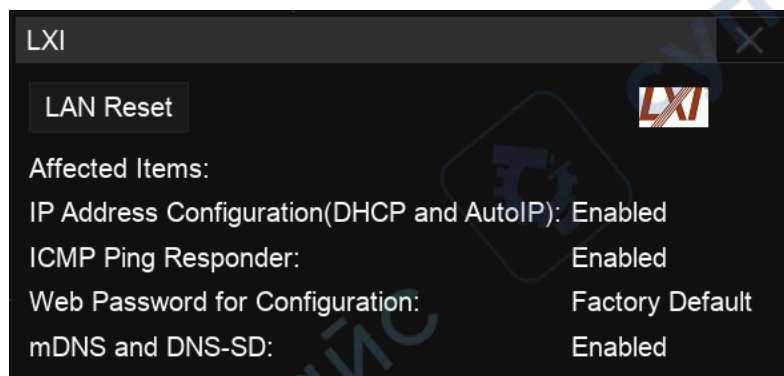 LXI
LAN Reset LXI
Affected Items:
IP Address Configuration(DHCP and AutoIP): Enabled
ICMP Ping Responder: Enabled
Web Password for Configuration: Factory Default
mDNS and DNS-SD: Enabled